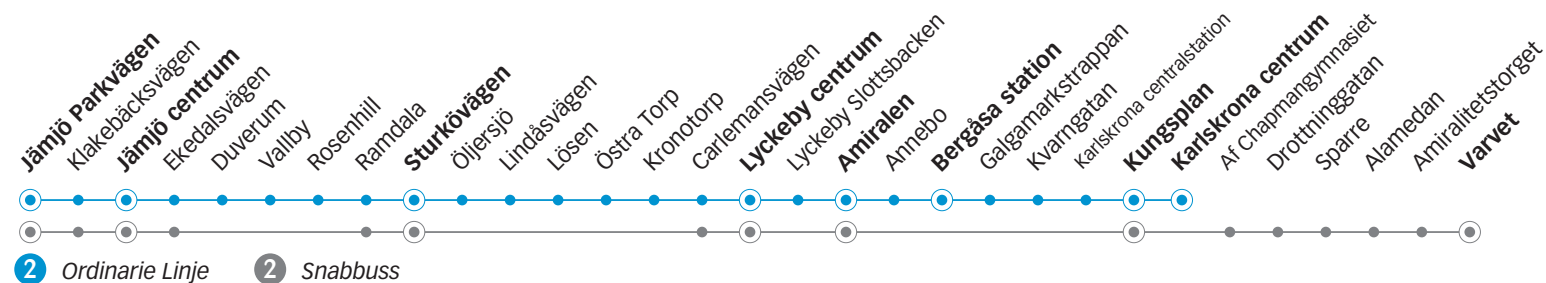 Jämjö Parkvägen
Klakebäcksvägen
Jämjö centrum
Ekedalsvägen
Duverum
Vallby
Rosenhill
Ramdala
Sturkövägen
Öljersjö
Lindåsvägen
Lösen
Östra Torp
Kronotorp
Carlemansvägen
Lyckeby centrum
Lyckeby Slottsbacken
Amiralen
Annebo
Bergåsa station
Galgamarkstrappan
Kvarngatan
Karlskrona centralstation
Kungsplan
Karlskrona centrum
Af Chapmangymnasiet
Drottninggatan
Sparre
Alamedan
Amiralitetstorget
Varvet
2 Ordinarie Linje
2 Snabbuss